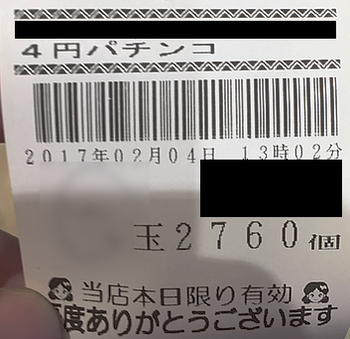 4円パチンコ
2017年02月04日 13時02分
玉2760個
当店本日限り有効
度ありがとうございます